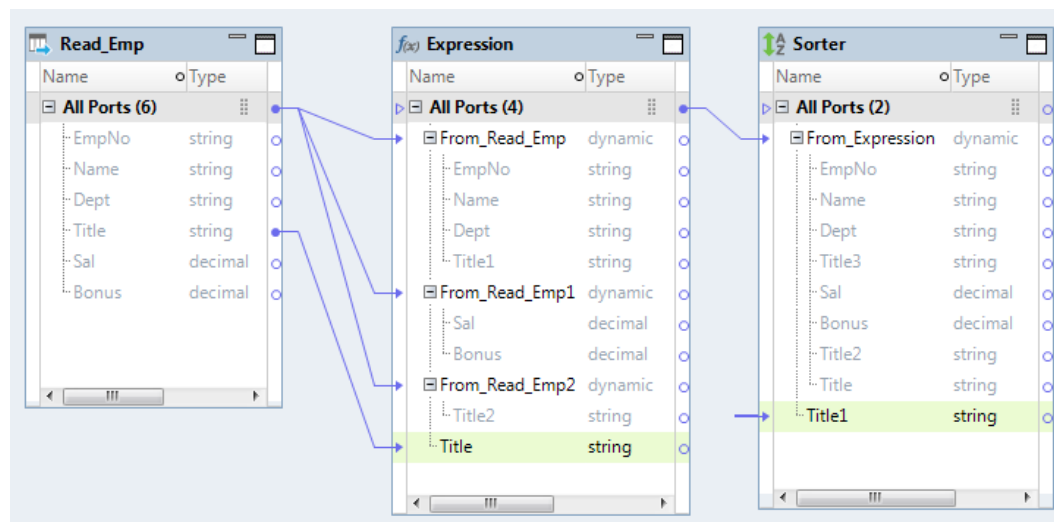 Read_Emp
Name Type
All Ports (6)
EmpNo string
Name string
Dept string
Title string
Sal decimal
Bonus decimal
f(x) Expression
Name Type
All Ports (4)
From_Read_Emp dynamic
EmpNo string
Name string
Dept string
Title1 string
From_Read_Emp1 dynamic
Sal decimal
Bonus decimal
From_Read_Emp2 dynamic
Title2 string
Title string
A Z Sorter
Name Type
All Ports (2)
From_Expression dynamic
EmpNo string
Name string
Dept string
Title3 string
Sal decimal
Bonus decimal
Title2 string
Title string
Title1 string